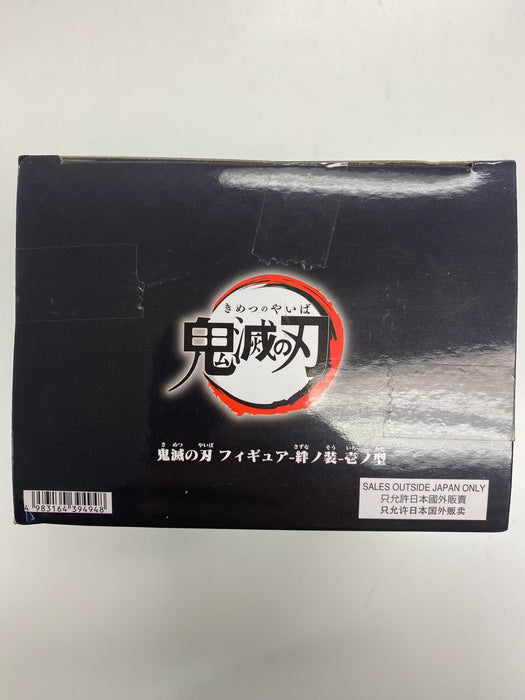 きめつのやいば
鬼滅の刃
き めつ やいば きずな そう いち
鬼滅の刃 フィギュア-絆ノ装-壱ノ型
4 983164 394948
SALES OUTSIDE JAPAN ONLY
只允許日本國外販賣
只允许日本国外贩卖